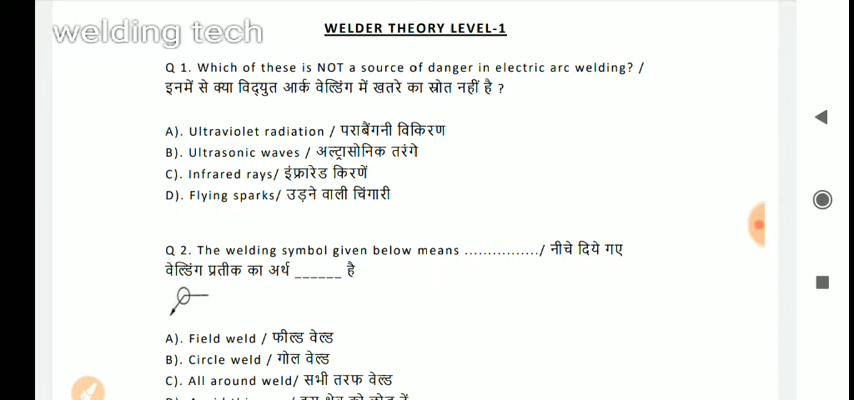 welding tech
WELDER THEORY LEVEL-1
Q 1. Which of these is NOT a source of danger in electric arc welding? /
इनमें से क्या विद्युत आर्क वेल्डिंग में खतरे का स्रोत नहीं है ?
A). Ultraviolet radiation / पराबैंगनी विकिरण
B). Ultrasonic waves / अल्ट्रासोनिक तरंगे
C). Infrared rays/ इंफ्रारेड किरणें
D). Flying sparks/ उड़ने वाली चिंगारी
Q 2. The welding symbol given below means ................/ नीचे दिये गए
वेल्डिंग प्रतीक का अर्थ ______ है
A). Field weld / फील्ड वेल्ड
B). Circle weld / गोल वेल्ड
C). All around weld/ सभी तरफ वेल्ड